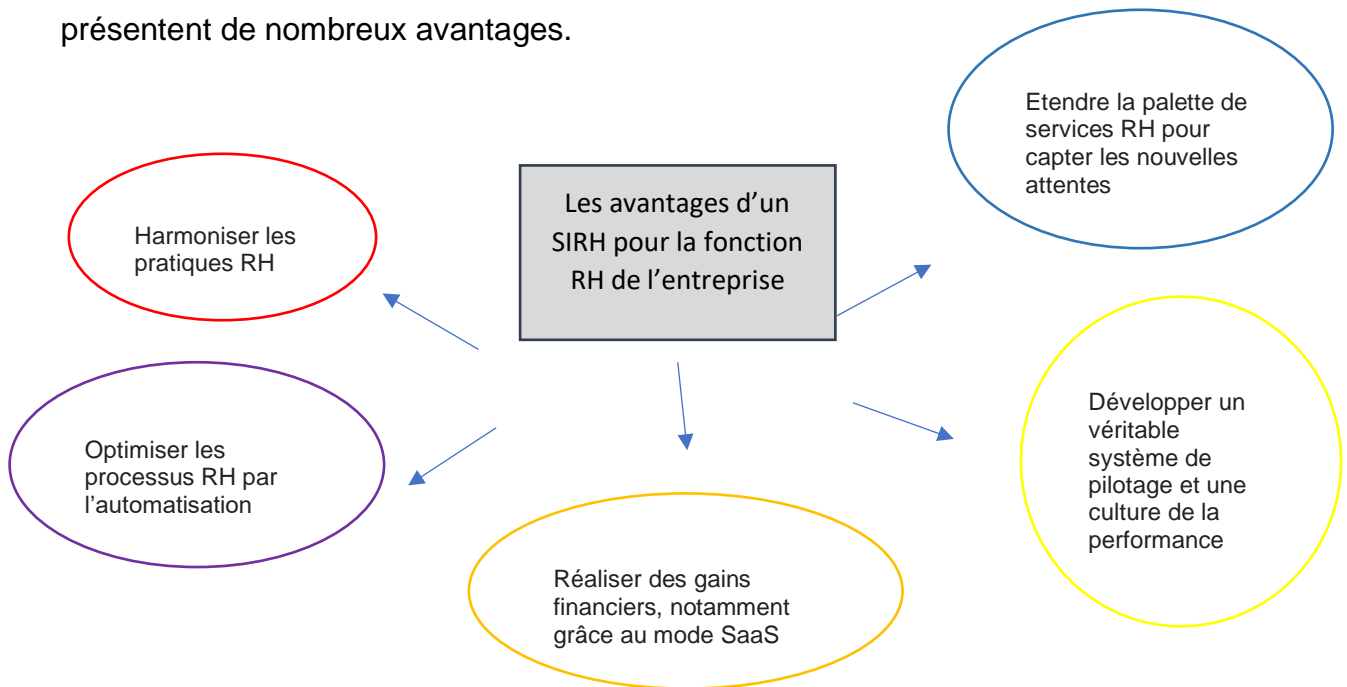 présentent de nombreux avantages.
Etendre la palette de
services RH pour
capter les nouvelles
attentes
Les avantages d’un
SIRH pour la fonction
RH de l’entreprise
Harmoniser les
pratiques RH
Développer un
véritable
système de
pilotage et une
culture de la
performance
Optimiser les
processus RH par
l’automatisation
Réaliser des gains
financiers, notamment
grâce au mode SaaS